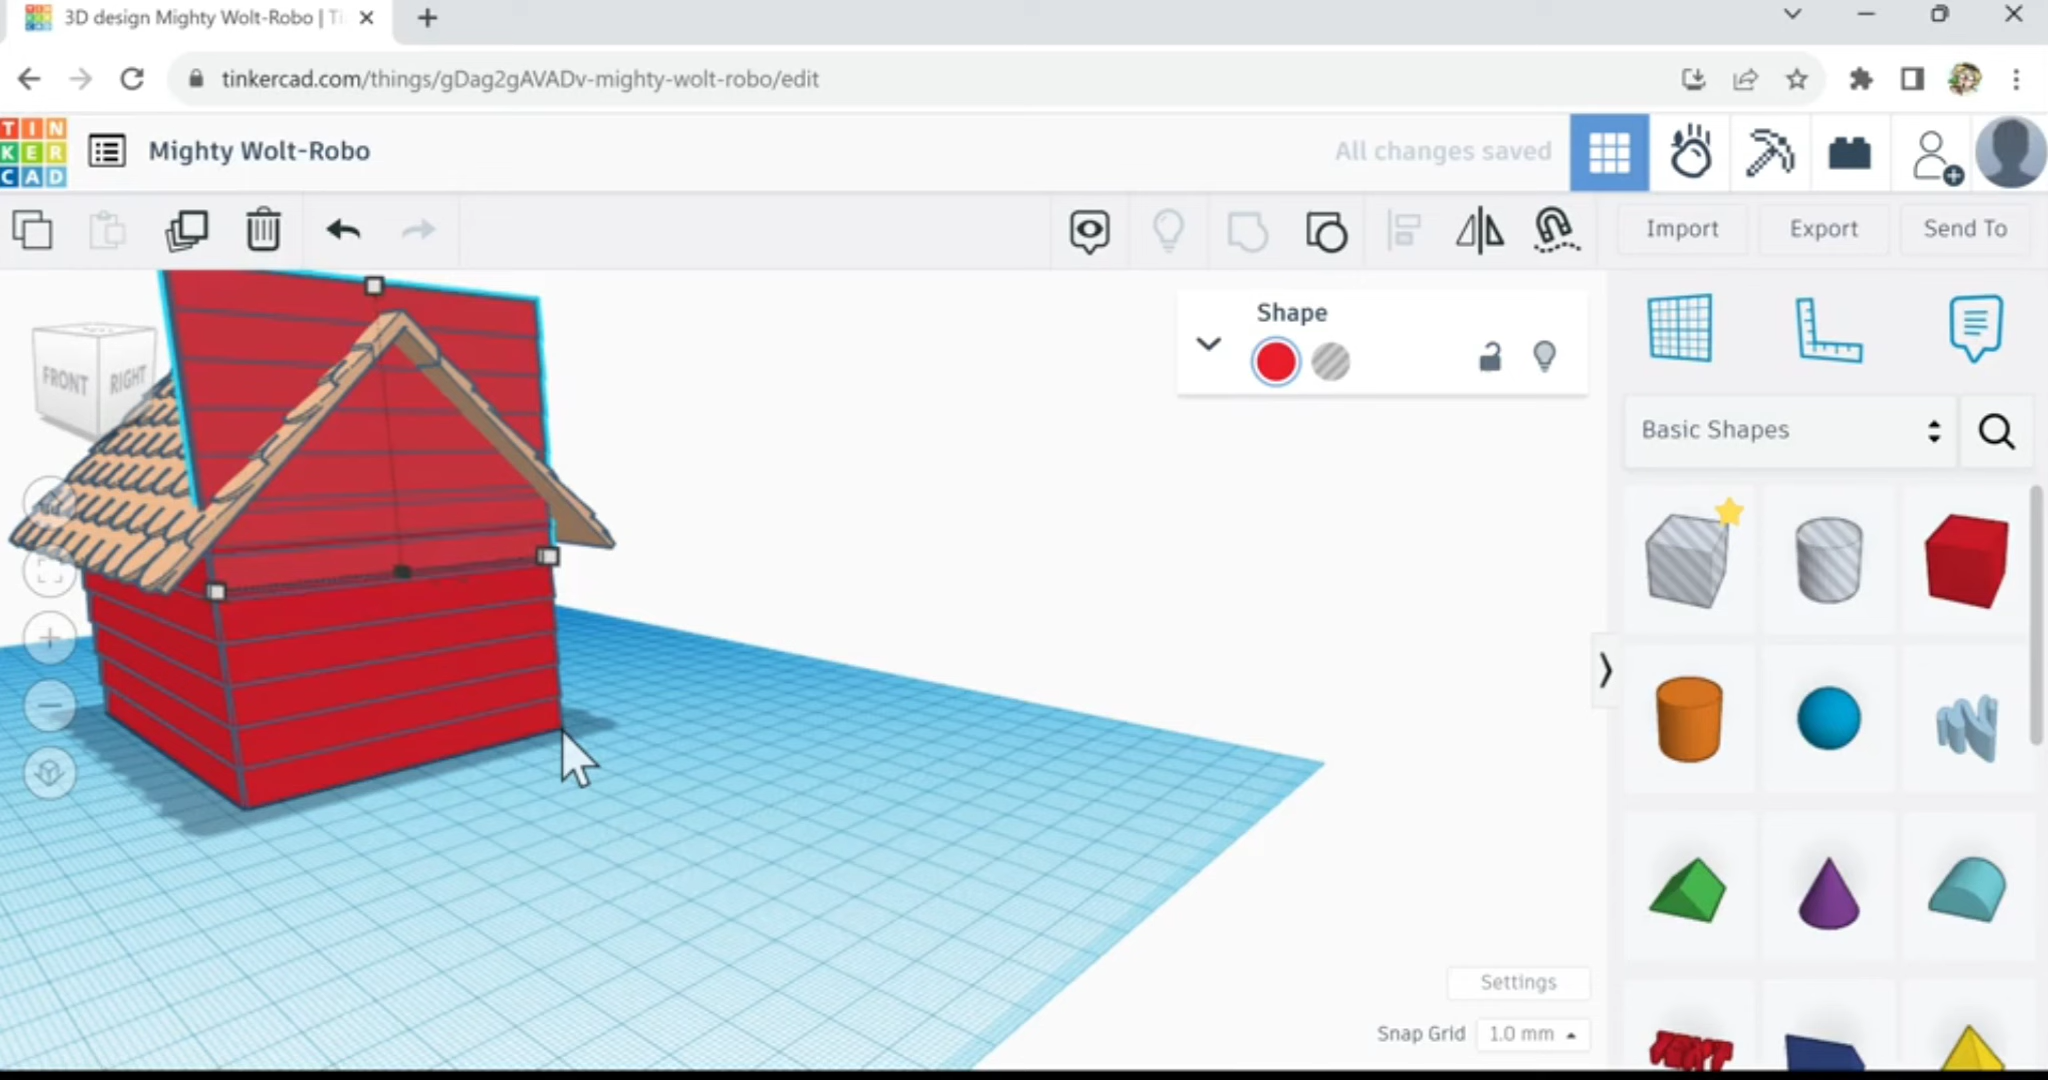 3D design Mighty Wolt-Robo | Ti
tinkercad.com/things/gDag2gAVADv-mighty-wolt-robo/edit
TIN
KER
CAD
Mighty Wolt-Robo
All changes saved
Import
Export
Send To
Shape
FRONT
RIGHT
Basic Shapes
TEXT
Settings
Snap Grid
1.0 mm